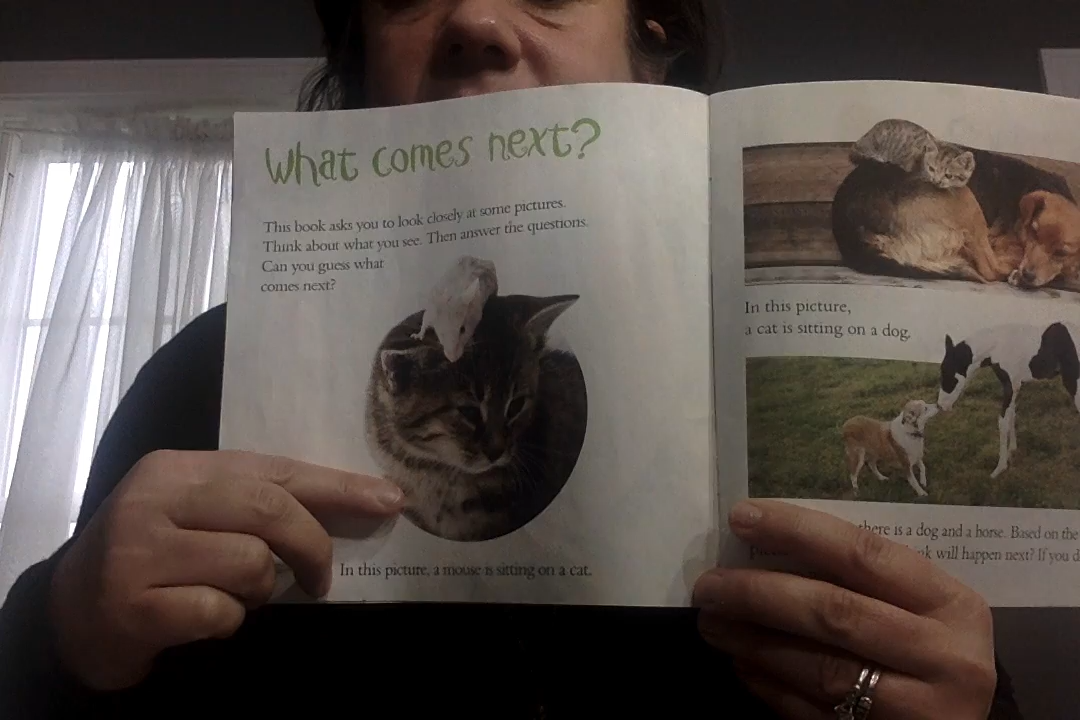 What comes next?
This book asks you to look closely at some pictures.
Think about what you see. Then answer the questions.
Can you guess what
comes next?
In this picture, a mouse is sitting on a cat.
In this picture,
a cat is sitting on a dog.
there is a dog and a horse. Based on the
will happen next? If you